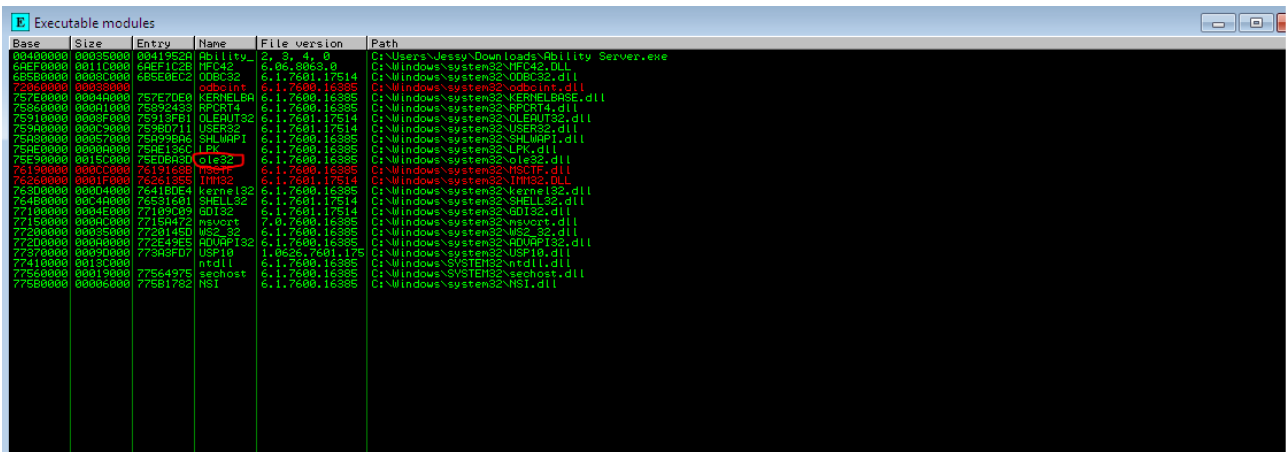 E Executable modules
Base Size Entry Name File version Path
00400000 00035000 0041952A Ability_ 2, 3, 4, 0 C:\Users\Jessy\Downloads\Ability Server.exe
6AEF0000 0011C000 6AEF1C2B MFC42 6.06.8063.0 C:\Windows\system32\MFC42.DLL
6B5B0000 0008C000 6B5E0EC2 ODBC32 6.1.7601.17514 C:\Windows\system32\ODBC32.dll
72060000 00038000 odbcint 6.1.7600.16385 C:\Windows\system32\odbcint.dll
757E0000 0004A000 757E7DE0 KERNELBA 6.1.7600.16385 C:\Windows\system32\KERNELBASE.dll
75860000 000A1000 75892433 RPCRT4 6.1.7600.16385 C:\Windows\system32\RPCRT4.dll
75910000 0008F000 75913FB1 OLEAUT32 6.1.7601.17514 C:\Windows\system32\OLEAUT32.dll
759A0000 000C9000 759BD711 USER32 6.1.7601.17514 C:\Windows\system32\USER32.dll
75A80000 00057000 75A99BA6 SHLWAPI 6.1.7600.16385 C:\Windows\system32\SHLWAPI.dll
75AE0000 0000A000 75AE136C LPK 6.1.7600.16385 C:\Windows\system32\LPK.dll
75E90000 0015C000 75EDBA3D ole32 6.1.7600.16385 C:\Windows\system32\ole32.dll
76190000 000CC000 7619168B MSCTF 6.1.7600.16385 C:\Windows\system32\MSCTF.dll
76260000 0001F000 76261355 IMM32 6.1.7601.17514 C:\Windows\system32\IMM32.DLL
763D0000 000D4000 7641BDE4 kernel32 6.1.7600.16385 C:\Windows\system32\kernel32.dll
764B0000 00C4A000 76531601 SHELL32 6.1.7601.17514 C:\Windows\system32\SHELL32.dll
77100000 0004E000 77109C09 GDI32 6.1.7601.17514 C:\Windows\system32\GDI32.dll
77150000 000AC000 7715A472 msvcrt 7.0.7600.16385 C:\Windows\system32\msvcrt.dll
77200000 00035000 7720145D WS2_32 6.1.7600.16385 C:\Windows\system32\WS2_32.dll
772D0000 000A0000 772E49E5 ADVAPI32 6.1.7600.16385 C:\Windows\system32\ADVAPI32.dll
77370000 0009D000 773A3FD7 USP10 1.0626.7601.175 C:\Windows\system32\USP10.dll
77410000 0013C000 ntdll 6.1.7600.16385 C:\Windows\SYSTEM32\ntdll.dll
77560000 00019000 77564975 sechost 6.1.7600.16385 C:\Windows\SYSTEM32\sechost.dll
775B0000 00006000 775B1782 NSI 6.1.7600.16385 C:\Windows\system32\NSI.dll